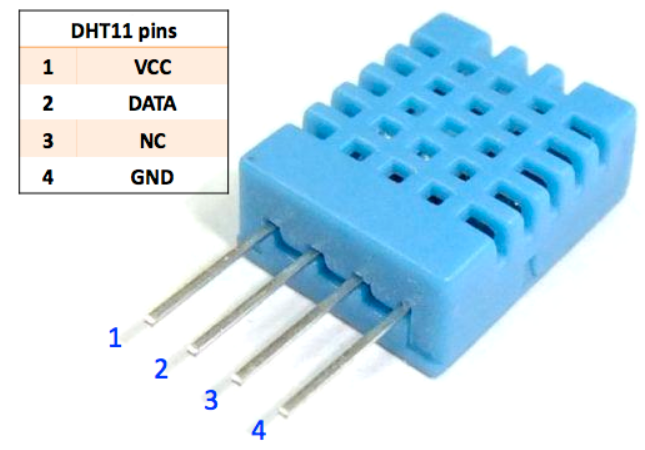 DHT11 pins
1 VCC
2 DATA
3 NC
4 GND
1
2
3
4